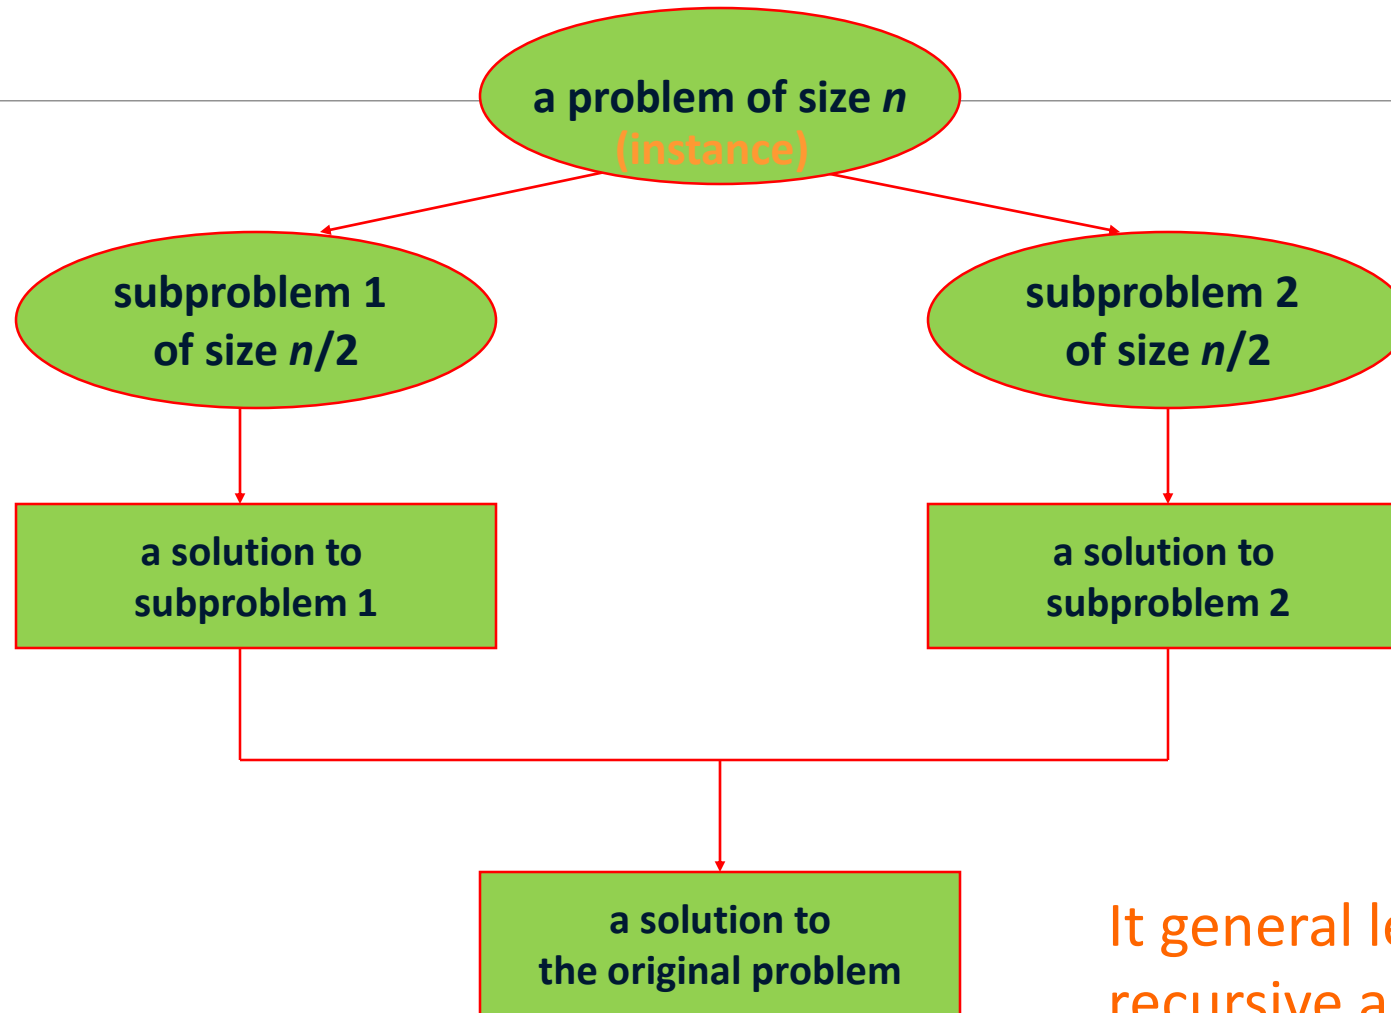 a problem of size n
(instance)
subproblem 1
of size n/2
subproblem 2
of size n/2
a solution to
subproblem 1
a solution to
subproblem 2
a solution to
the original problem
It general
recursive